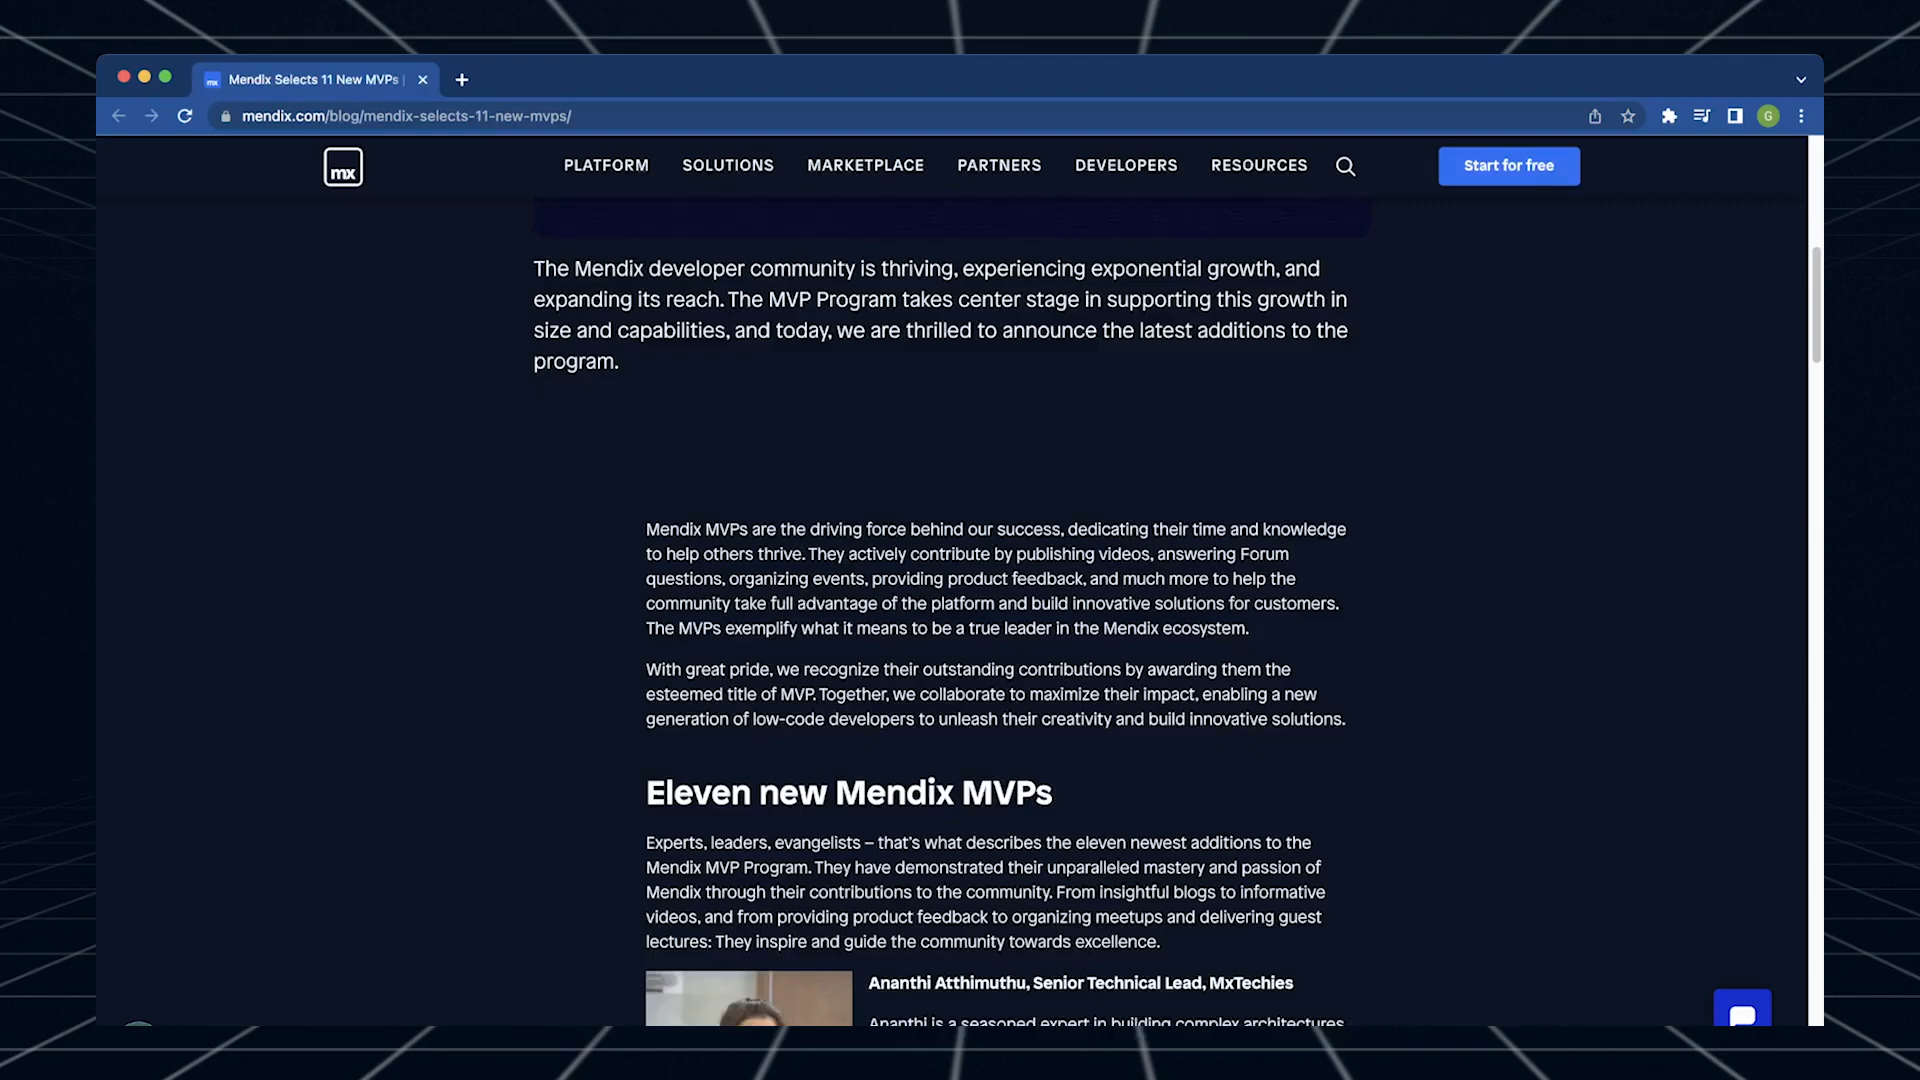 Mendix Selects 11 New MVPs |
mendix.com/blog/mendix-selects-11-new-mvps/
G
mx
PLATFORM SOLUTIONS MARKETPLACE PARTNERS DEVELOPERS RESOURCES
Start for free
The Mendix developer community is thriving, experiencing exponential growth, and
expanding its reach. The MVP Program takes center stage in supporting this growth in
size and capabilities, and today, we are thrilled to announce the latest additions to the
program.
Mendix MVPs are the driving force behind our success, dedicating their time and knowledge
to help others thrive. They actively contribute by publishing videos, answering Forum
questions, organizing events, providing product feedback, and much more to help the
community take full advantage of the platform and build innovative solutions for customers.
The MVPs exemplify what it means to be a true leader in the Mendix ecosystem.
With great pride, we recognize their outstanding contributions by awarding them the
esteemed title of MVP. Together, we collaborate to maximize their impact, enabling a new
generation of low-code developers to unleash their creativity and build innovative solutions.
Eleven new Mendix MVPs
Experts, leaders, evangelists – that’s what describes the eleven newest additions to the
Mendix MVP Program. They have demonstrated their unparalleled mastery and passion of
Mendix through their contributions to the community. From insightful blogs to informative
videos, and from providing product feedback to organizing meetups and delivering guest
lectures: They inspire and guide the community towards excellence.
Ananthi Atthimuthu, Senior Technical Lead, MxTechies
Ananthi is a seasoned expert in building complex architectures